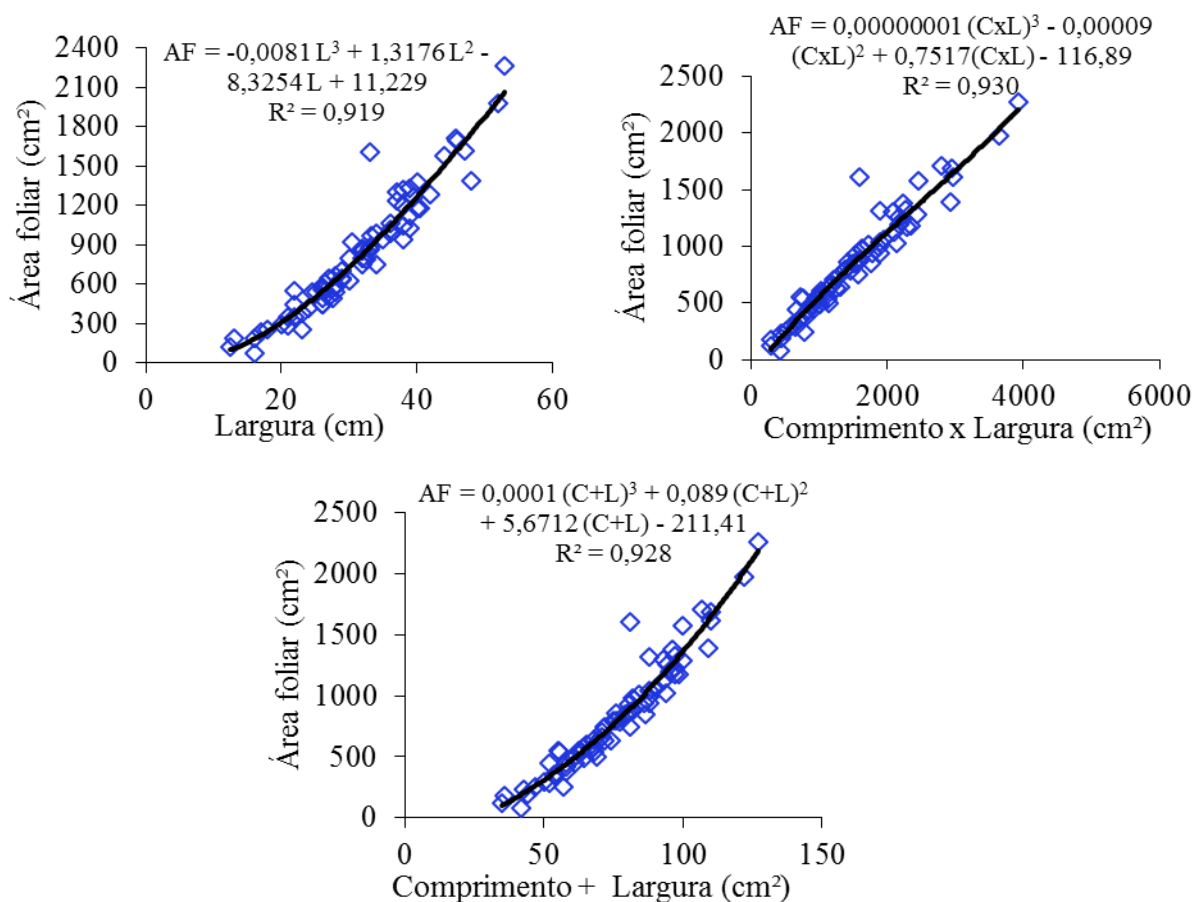 AF = -0,0081 L³ + 1,3176 L² -
8,3254 L + 11,229
R² = 0,919
2400
2100
1800
1500
1200
900
600
300
0
Área foliar (cm²)
0 20 40 60
Largura (cm)
AF = 0,00000001 (CxL)³ - 0,00009
(CxL)² + 0,7517(CxL) - 116,89
R² = 0,930
2500
2000
1500
1000
500
0
Área foliar (cm²)
0 2000 4000 6000
Comprimento x Largura (cm²)
AF = 0,0001 (C+L)³ + 0,089 (C+L)²
+ 5,6712 (C+L) - 211,41
R² = 0,928
2500
2000
1500
1000
500
0
Área foliar (cm²)
0 50 100 150
Comprimento + Largura (cm²)